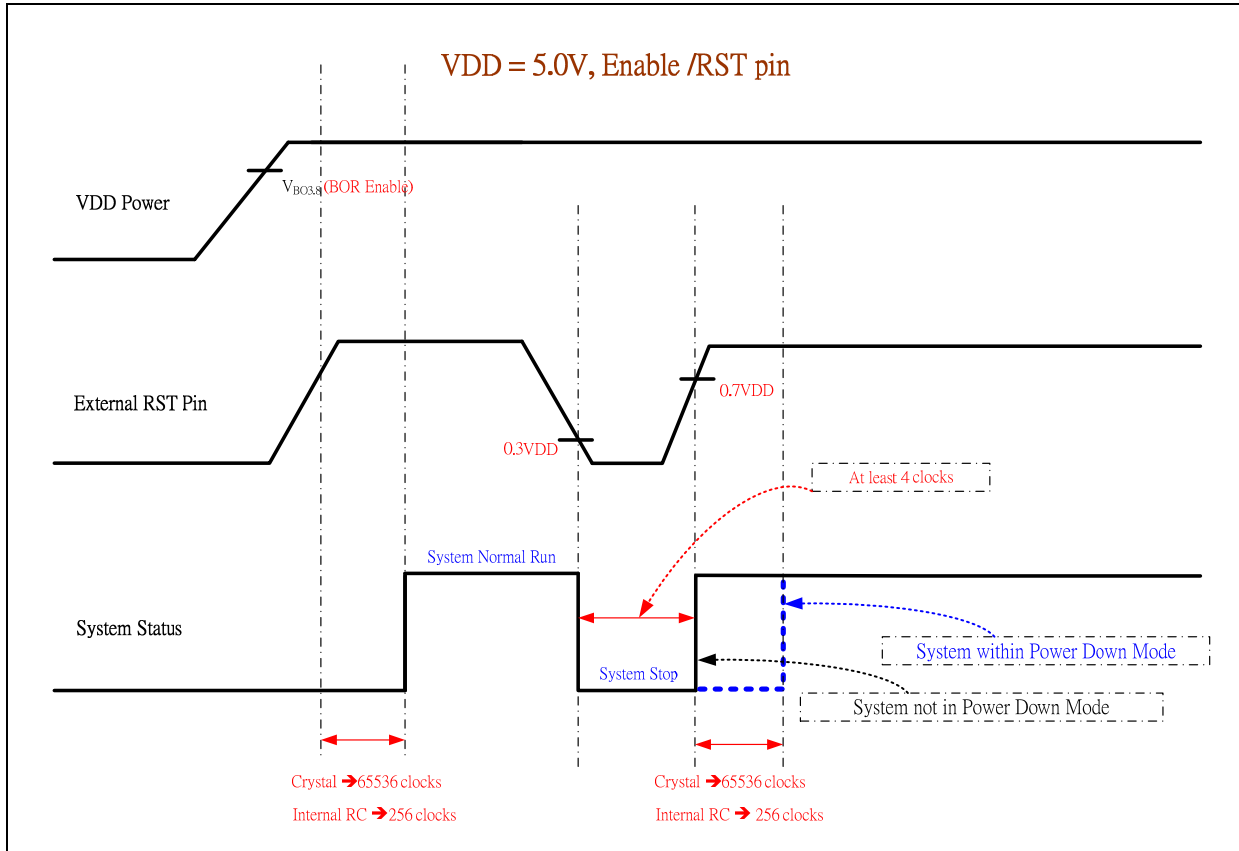 VDD = 5.0V, Enable /RST pin
VBO3.8 (BOR Enable)
VDD Power
External RST Pin
0.7VDD
0.3VDD
At least 4 clocks
System Normal Run
System Status
System Stop
System within Power Down Mode
System not in Power Down Mode
Crystal ➔65536 clocks
Internal RC ➔ 256 clocks
Crystal ➔65536 clocks
Internal RC ➔ 256 clocks